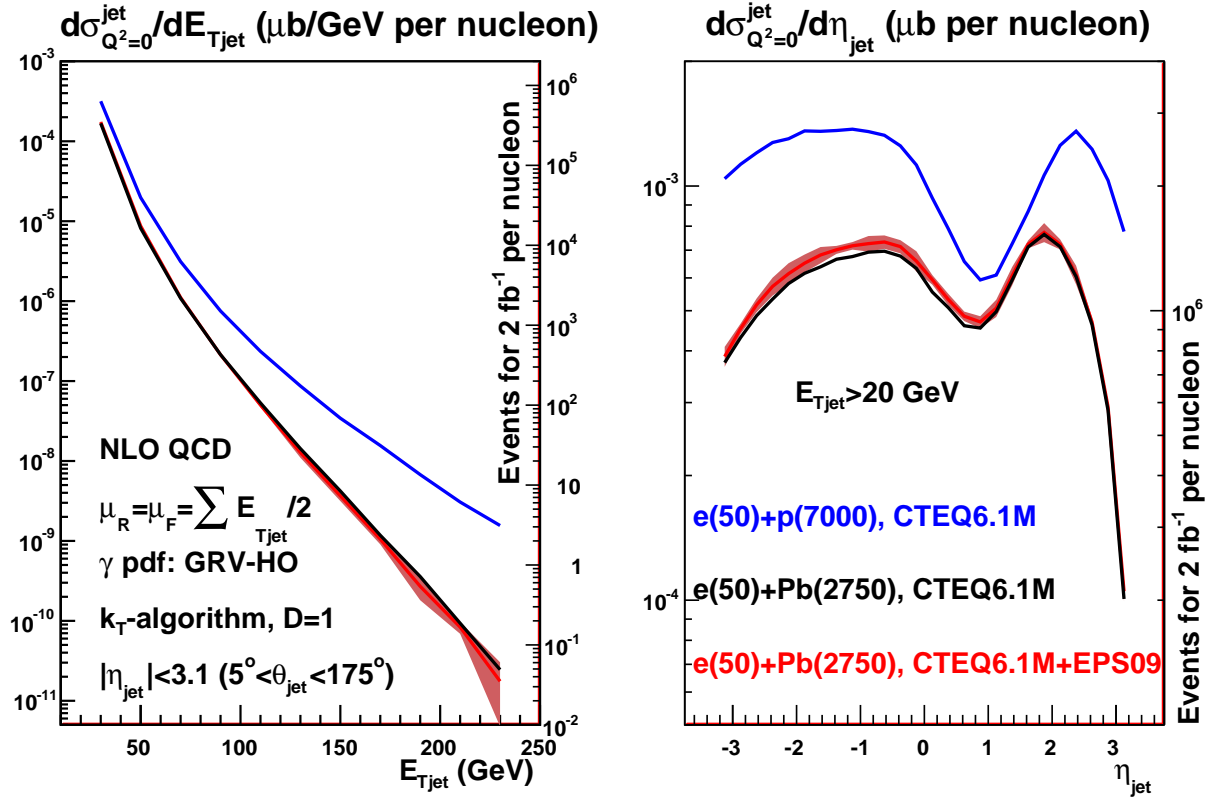 dσ^jet_Q²=0/dE_Tjet (μb/GeV per nucleon)
10^-3
10^-4
10^-5
10^-6
10^-7
10^-8
10^-9
10^-10
10^-11
10^6
10^5
10^4
10^3
10^2
10
1
10^-1
10^-2
Events for 2 fb^-1 per nucleon
NLO QCD
μ_R=μ_F=∑ E_Tjet/2
γ pdf: GRV-HO
k_T-algorithm, D=1
|η_jet|<3.1 (5°<θ_jet<175°)
50 100 150 200 250
E_Tjet (GeV)
dσ^jet_Q²=0/dη_jet (μb per nucleon)
10^-3
10^-4
10^6
Events for 2 fb^-1 per nucleon
E_Tjet>20 GeV
e(50)+p(7000), CTEQ6.1M
e(50)+Pb(2750), CTEQ6.1M
e(50)+Pb(2750), CTEQ6.1M+EPS09
-3 -2 -1 0 1 2 3
η_jet